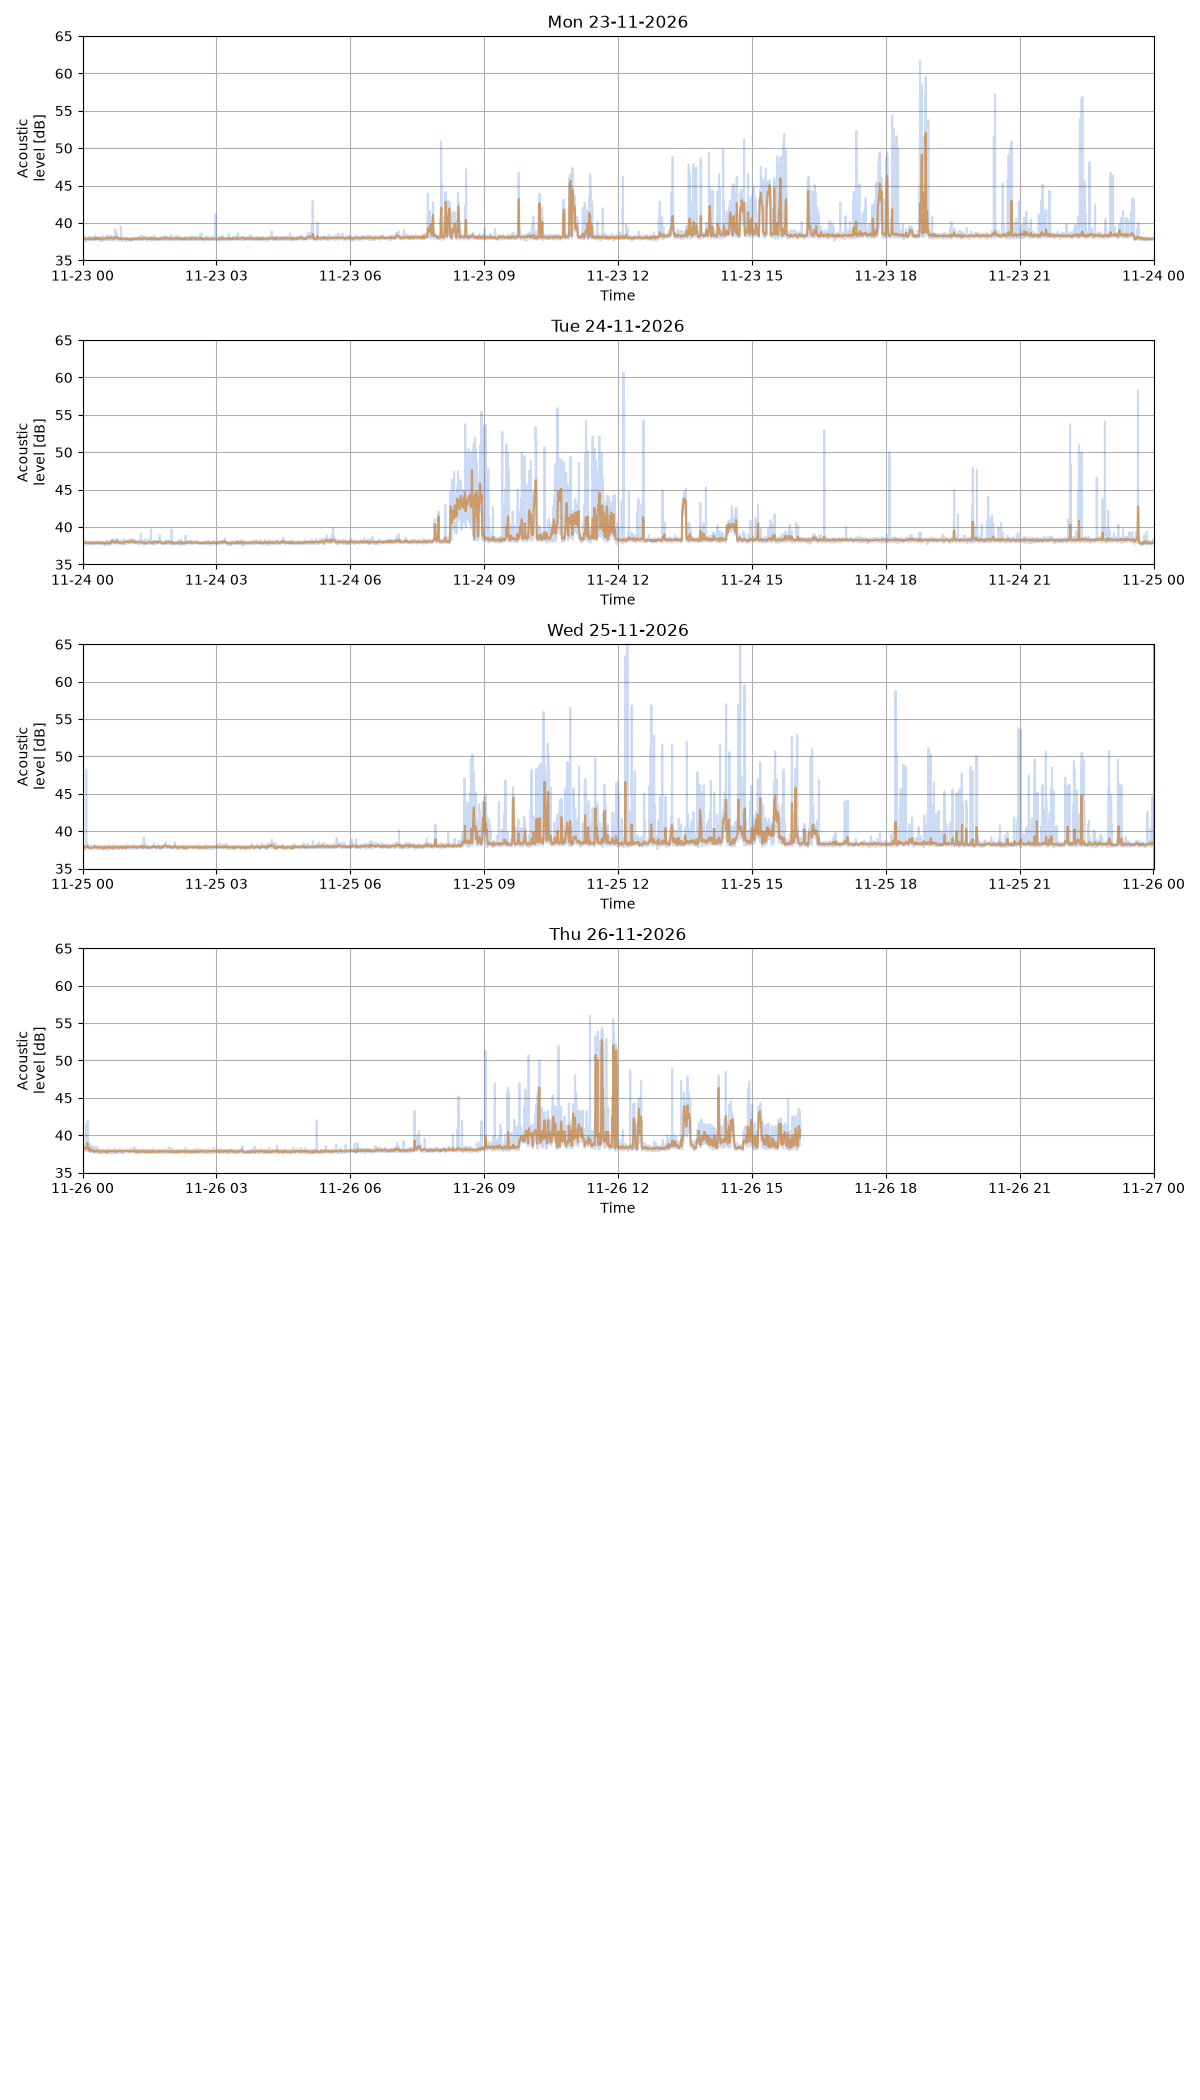 Mon 23-11-2026
65
60
55
50
45
40
35
Acoustic
level [dB]
11-23 00 11-23 03 11-23 06 11-23 09 11-23 12 11-23 15 11-23 18 11-23 21 11-24 00
Time
Tue 24-11-2026
65
60
55
50
45
40
35
Acoustic
level [dB]
11-24 00 11-24 03 11-24 06 11-24 09 11-24 12 11-24 15 11-24 18 11-24 21 11-25 00
Time
Wed 25-11-2026
65
60
55
50
45
40
35
Acoustic
level [dB]
11-25 00 11-25 03 11-25 06 11-25 09 11-25 12 11-25 15 11-25 18 11-25 21 11-26 00
Time
Thu 26-11-2026
65
60
55
50
45
40
35
Acoustic
level [dB]
11-26 00 11-26 03 11-26 06 11-26 09 11-26 12 11-26 15 11-26 18 11-26 21 11-27 00
Time